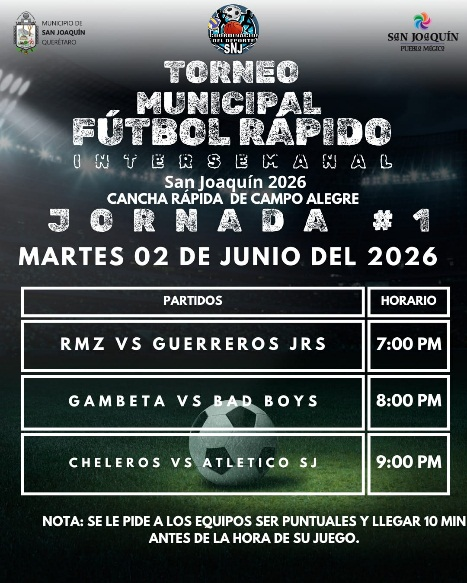 MUNICIPIO DE
SAN JOAQUÍN
QUERÉTARO
COORDINACIÓN
DEL DEPORTE
SNJ
SAN JOAQUÍN
PUEBLO MÁGICO
TORNEO
MUNICIPAL
FÚTBOL RÁPIDO
INTERSEMANAL
San Joaquín 2026
CANCHA RÁPIDA DE CAMPO ALEGRE
JORNADA #1
MARTES 02 DE JUNIO DEL 2026
PARTIDOS HORARIO
RMZ VS GUERREROS JRS 7:00 PM
GAMBETA VS BAD BOYS 8:00 PM
CHELEROS VS ATLETICO SJ 9:00 PM
NOTA: SE LE PIDE A LOS EQUIPOS SER PUNTUALES Y LLEGAR 10 MIN
ANTES DE LA HORA DE SU JUEGO.